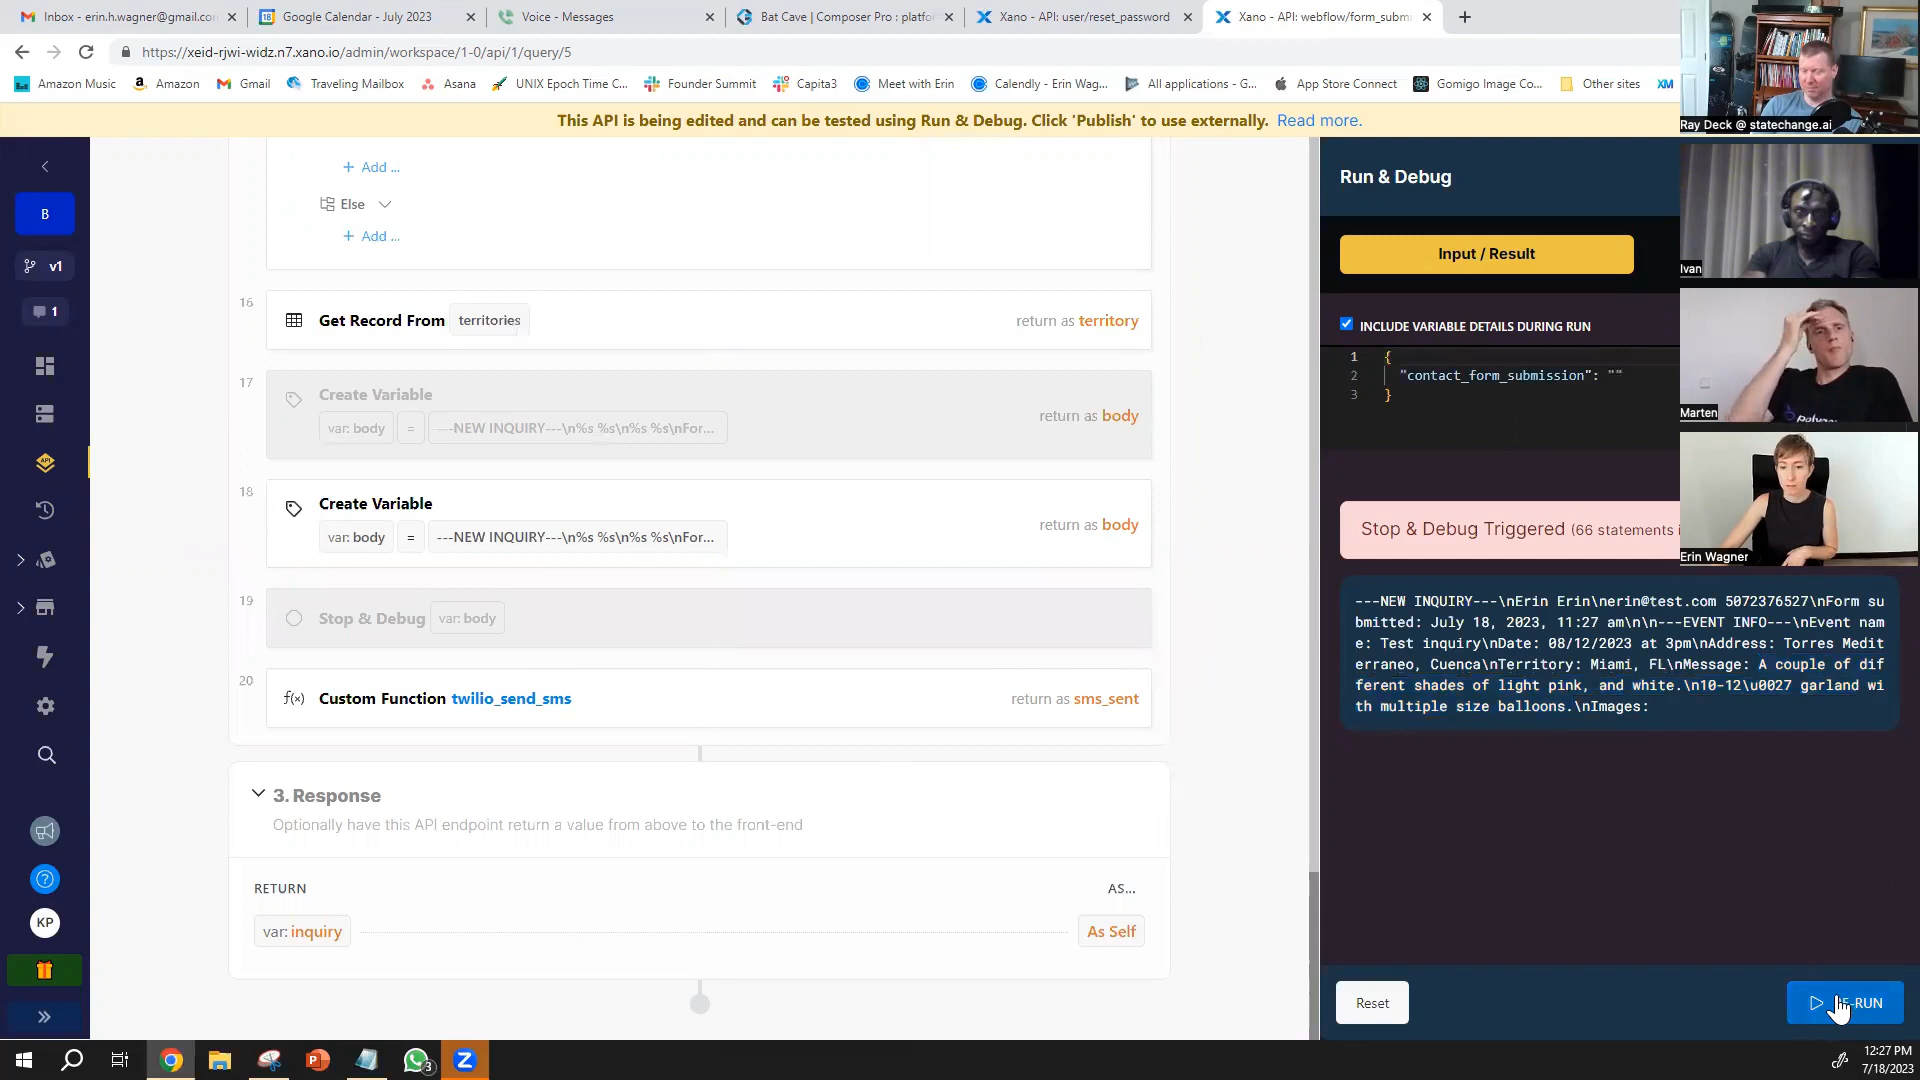 Inbox - erin.h.wagner@gmail.co
Google Calendar - July 2023
Voice - Messages
Bat Cave | Composer Pro : platfo
Xano - API: user/reset_password
Xano - API: webflow/form_subm
https://xeid-rjwi-widz.n7.xano.io/admin/workspace/1-0/api/1/query/5
Amazon Music
Amazon
Gmail
Traveling Mailbox
Asana
UNIX Epoch Time C...
Founder Summit
Capita3
Meet with Erin
Calendly - Erin Wag...
All applications - G...
App Store Connect
Gomigo Image Co...
Other sites
XM
This API is being edited and can be tested using Run & Debug. Click 'Publish' to use externally. Read more.
Ray Deck @ statechange.ai
Ivan
Marten
Erin Wagner
B
v1
1
API
KP
+ Add ...
Else
+ Add ...
16
Get Record From territories
return as territory
17
Create Variable
var: body = ---NEW INQUIRY---\n%s %s\n%s %s\nFor...
return as body
18
Create Variable
var: body = ---NEW INQUIRY---\n%s %s\n%s %s\nFor...
return as body
19
Stop & Debug var: body
20
f(x) Custom Function twilio_send_sms
return as sms_sent
3. Response
Optionally have this API endpoint return a value from above to the front-end
RETURN
AS...
var: inquiry
As Self
Run & Debug
Input / Result
INCLUDE VARIABLE DETAILS DURING RUN
1 {
2 "contact_form_submission": ""
3 }
Stop & Debug Triggered (66 statements
---NEW INQUIRY---\nErin Erin\nerin@test.com 5072376527\nForm su
bmitted: July 18, 2023, 11:27 am\n\n---EVENT INFO---\nEvent nam
e: Test inquiry\nDate: 08/12/2023 at 3pm\nAddress: Torres Medit
erraneo, Cuenca\nTerritory: Miami, FL\nMessage: A couple of dif
ferent shades of light pink, and white.\n10-12\u0027 garland wi
th multiple size balloons.\nImages:
Reset
-RUN
3
12:27 PM
7/18/2023